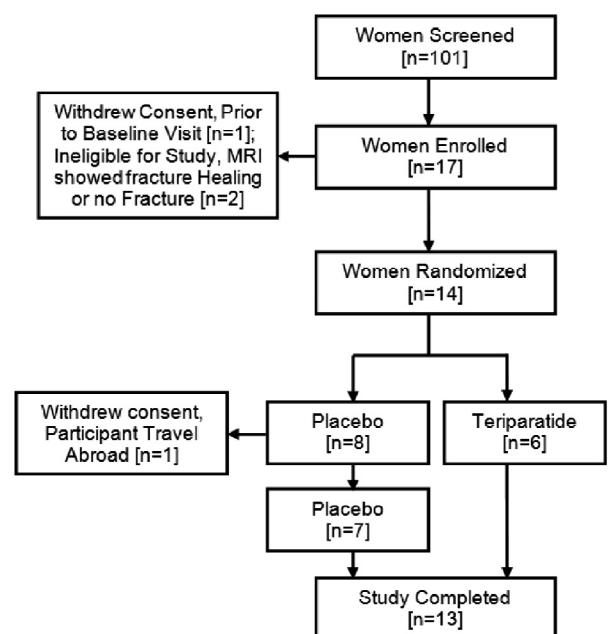 Women Screened
[n=101]
Withdrew Consent, Prior
to Baseline Visit [n=1];
Ineligible for Study, MRI
showed fracture Healing
or no Fracture [n=2]
Women Enrolled
[n=17]
Women Randomized
[n=14]
Withdrew consent,
Participant Travel
Abroad [n=1]
Placebo
[n=8]
Teriparatide
[n=6]
Placebo
[n=7]
Study Completed
[n=13]